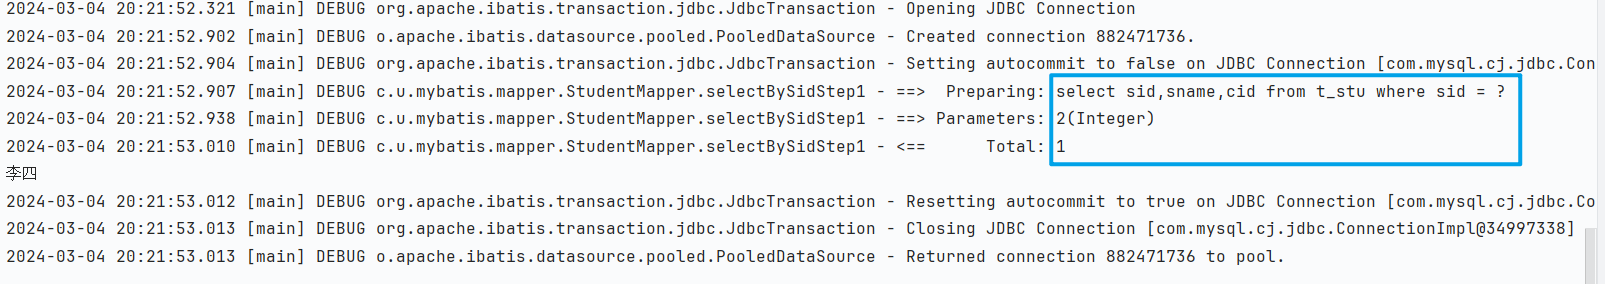 2024-03-04 20:21:52.321 [main] DEBUG org.apache.ibatis.transaction.jdbc.JdbcTransaction - Opening JDBC Connection
2024-03-04 20:21:52.902 [main] DEBUG o.apache.ibatis.datasource.pooled.PooledDataSource - Created connection 882471736.
2024-03-04 20:21:52.904 [main] DEBUG org.apache.ibatis.transaction.jdbc.JdbcTransaction - Setting autocommit to false on JDBC Connection [com.mysql.cj.jdbc.Con
2024-03-04 20:21:52.907 [main] DEBUG c.u.mybatis.mapper.StudentMapper.selectBySidStep1 - ==>  Preparing: select sid,sname,cid from t_stu where sid = ?
2024-03-04 20:21:52.938 [main] DEBUG c.u.mybatis.mapper.StudentMapper.selectBySidStep1 - ==> Parameters: 2(Integer)
2024-03-04 20:21:53.010 [main] DEBUG c.u.mybatis.mapper.StudentMapper.selectBySidStep1 - <==      Total: 1
李四
2024-03-04 20:21:53.012 [main] DEBUG org.apache.ibatis.transaction.jdbc.JdbcTransaction - Resetting autocommit to true on JDBC Connection [com.mysql.cj.jdbc.Co
2024-03-04 20:21:53.013 [main] DEBUG org.apache.ibatis.transaction.jdbc.JdbcTransaction - Closing JDBC Connection [com.mysql.cj.jdbc.ConnectionImpl@34997338]
2024-03-04 20:21:53.013 [main] DEBUG o.apache.ibatis.datasource.pooled.PooledDataSource - Returned connection 882471736 to pool.